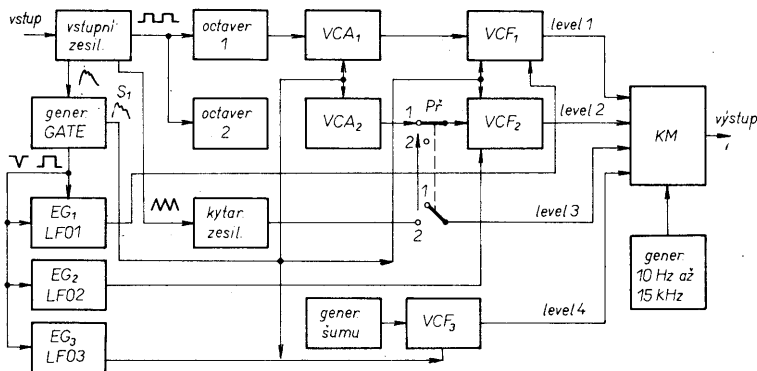 vstup
vstupní
zesil.
octaver
1
VCA1
VCF1
level 1
S1
gener.
GATE
octaver
2
VCA2
1
Př
2
VCF2
level 2
KM
výstup
EG1
LFO1
kytar.
zesil.
1
2
level 3
EG2
LFO2
gener.
10 Hz až
15 kHz
gener.
šumu
VCF3
level 4
EG3
LFO3